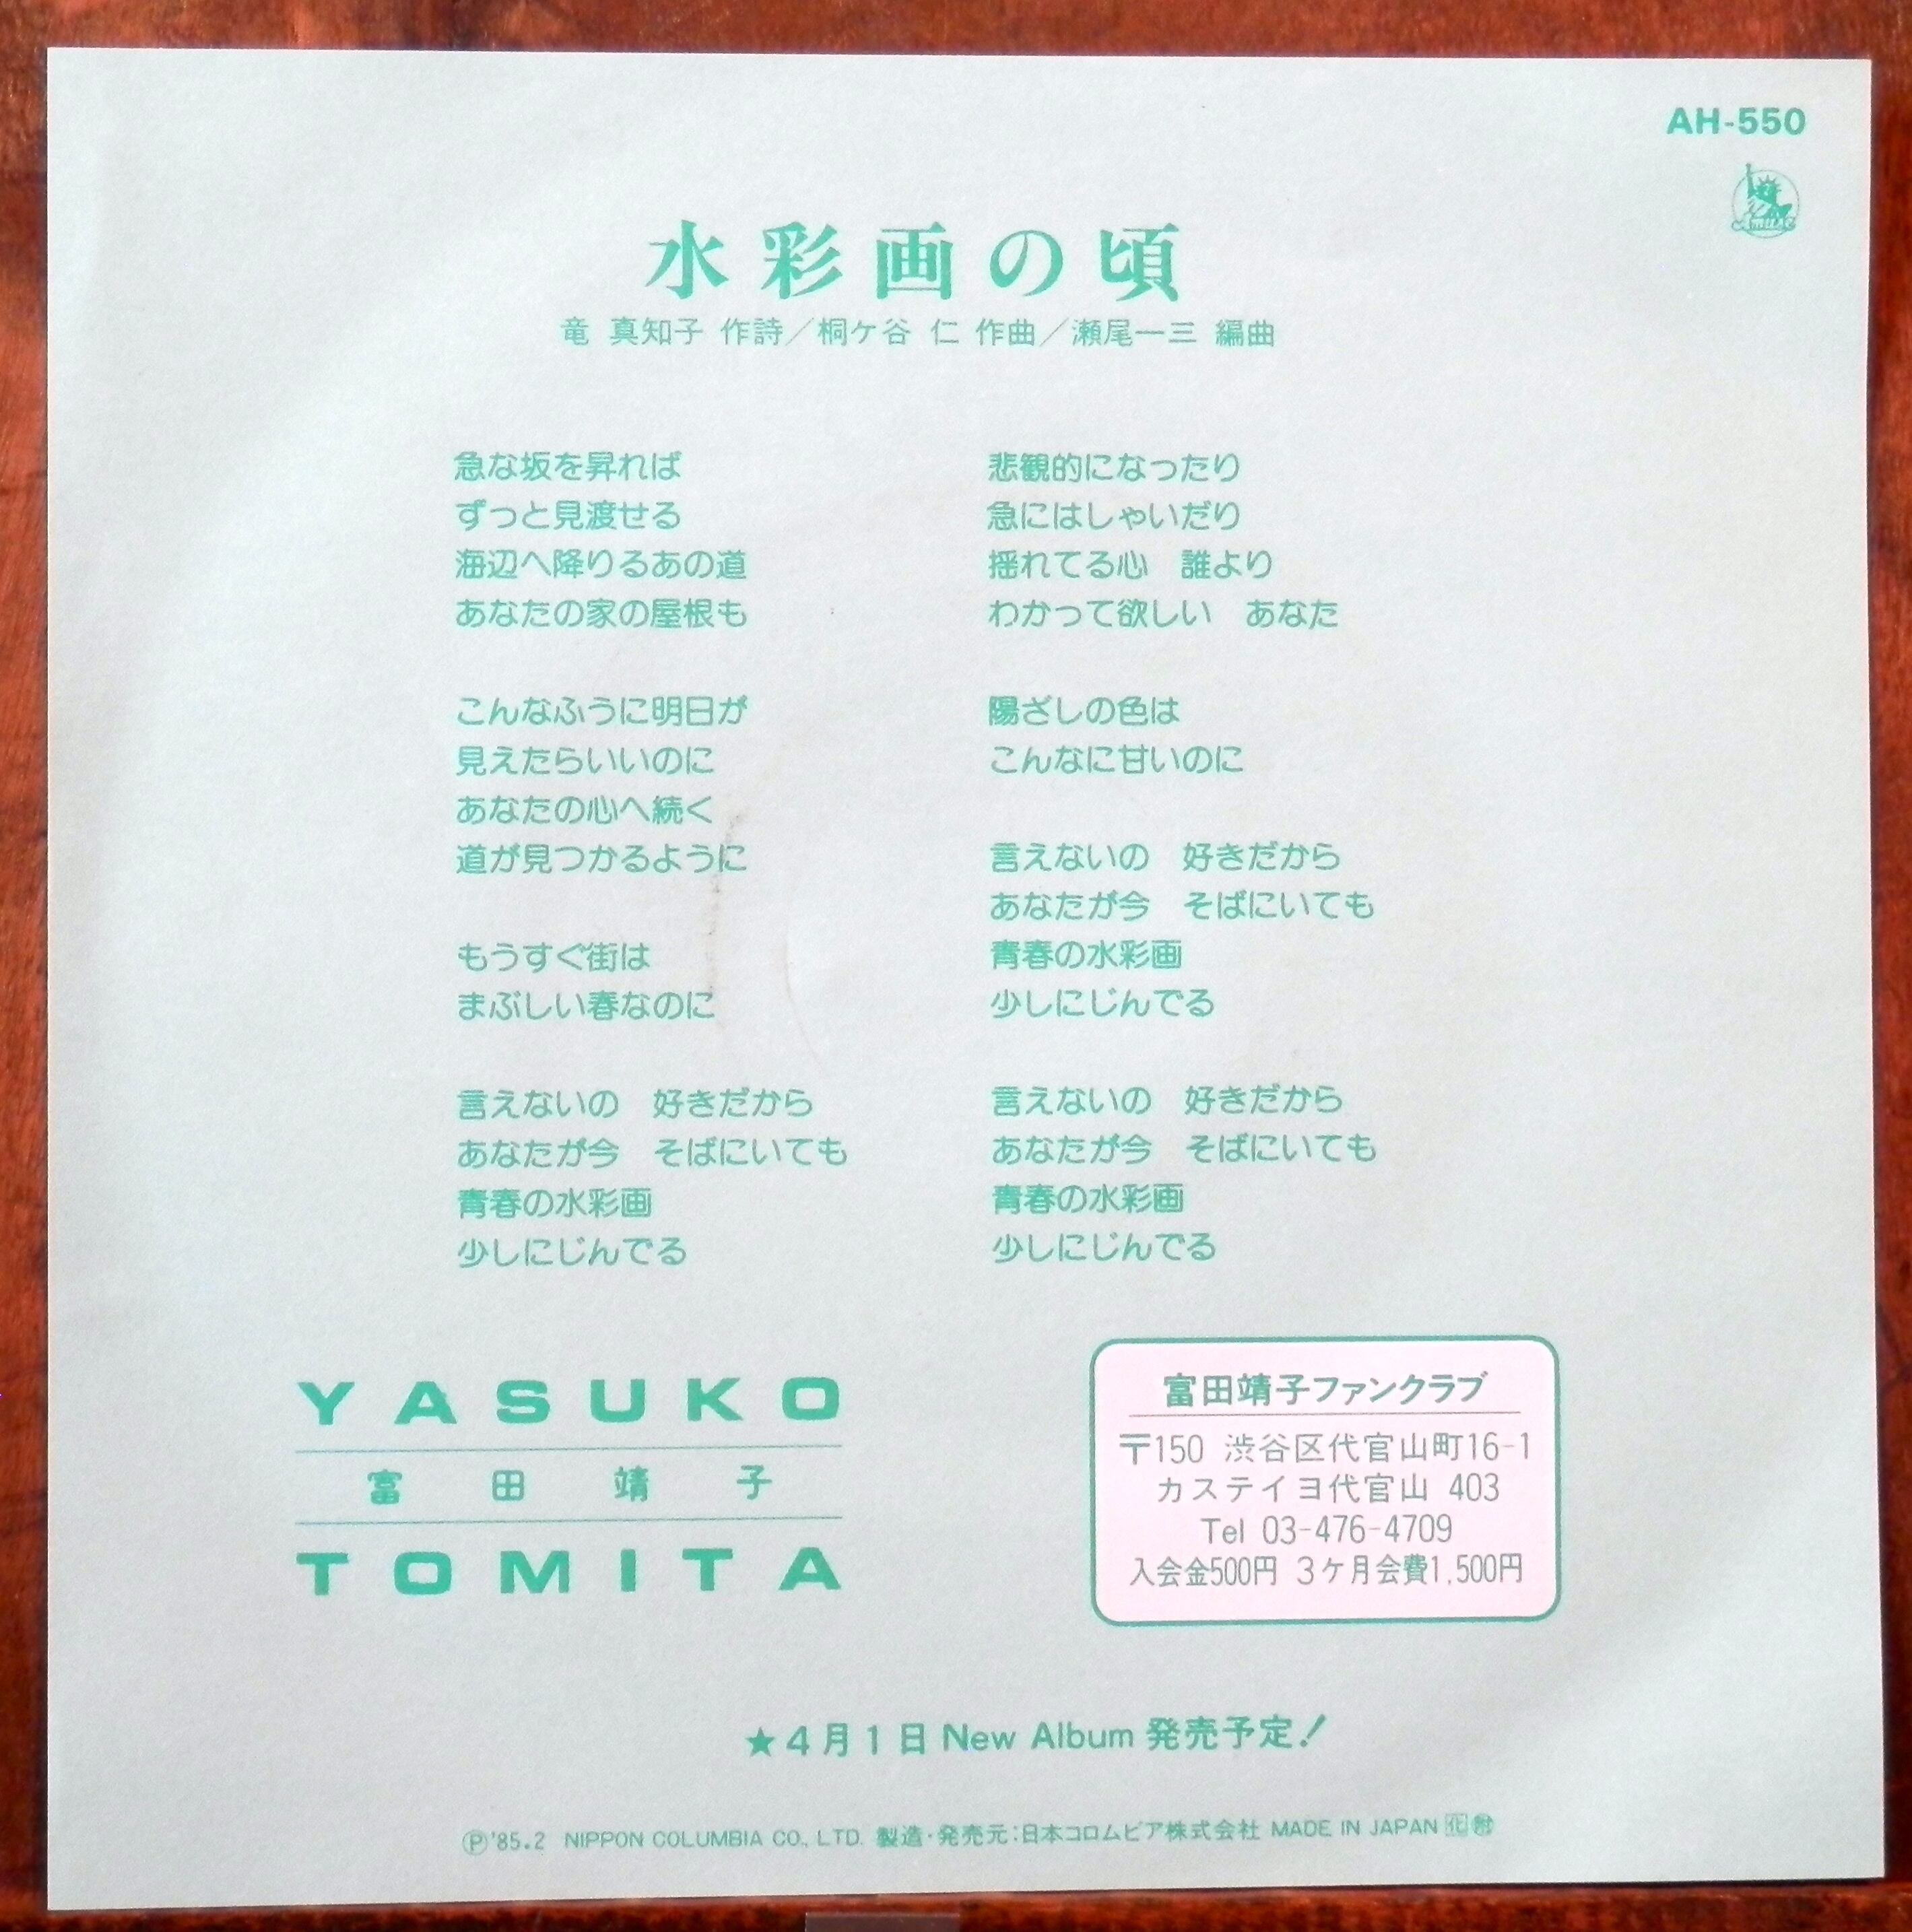 AH-550
Amuse
水彩画の頃
竜 真知子 作詩／桐ケ谷 仁 作曲／瀬尾一三 編曲
急な坂を昇れば
ずっと見渡せる
海辺へ降りるあの道
あなたの家の屋根も
こんなふうに明日が
見えたらいいのに
あなたの心へ続く
道が見つかるように
もうすぐ街は
まぶしい春なのに
言えないの　好きだから
あなたが今　そばにいても
青春の水彩画
少しにじんでる
悲観的になったり
急にはしゃいだり
揺れてる心　誰より
わかって欲しい　あなた
陽ざしの色は
こんなに甘いのに
言えないの　好きだから
あなたが今　そばにいても
青春の水彩画
少しにじんでる
言えないの　好きだから
あなたが今　そばにいても
青春の水彩画
少しにじんでる
YASUKO
富田靖子
TOMITA
富田靖子ファンクラブ
〒150 渋谷区代官山町16-1
カステイヨ代官山 403
Tel 03-476-4709
入会金500円 3ケ月会費1,500円
★4月1日 New Album 発売予定！
Ⓟ'85.2 NIPPON COLUMBIA CO., LTD. 製造・発売元：日本コロムビア株式会社 MADE IN JAPAN